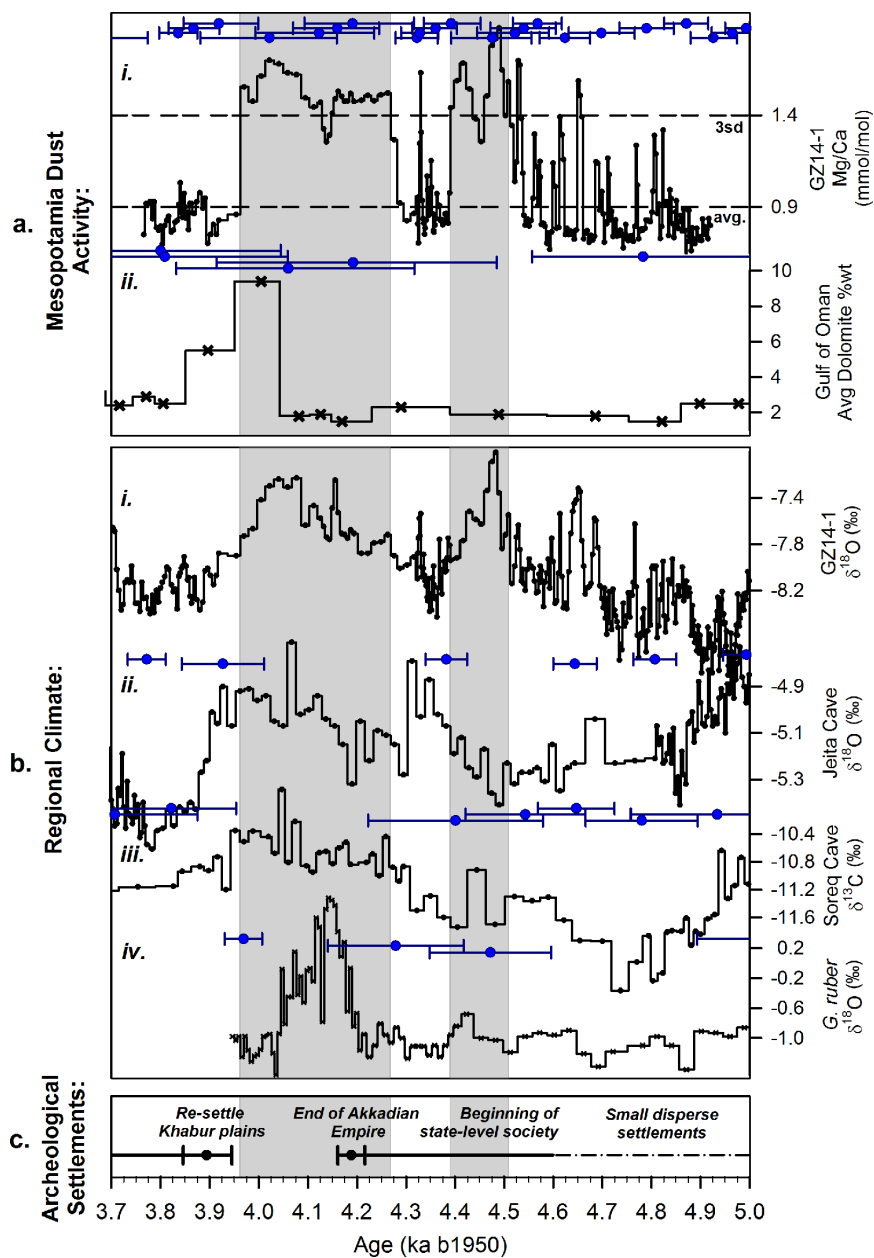 a.
Mesopotamia Dust
Activity:
i.
3sd
avg.
1.4
0.9
GZ14-1
Mg/Ca
(mmol/mol)
ii.
10
8
6
4
2
Gulf of Oman
Avg Dolomite %wt
b.
Regional Climate:
i.
-7.4
-7.8
-8.2
GZ14-1
δ18O (‰)
ii.
-4.9
-5.1
-5.3
Jeita Cave
δ18O (‰)
iii.
-10.4
-10.8
-11.2
-11.6
Soreq Cave
δ13C (‰)
iv.
0.2
-0.2
-0.6
-1.0
G. ruber
δ18O (‰)
c.
Archeological
Settlements:
Re-settle
Khabur plains
End of Akkadian
Empire
Beginning of
state-level society
Small disperse
settlements
3.7 3.8 3.9 4.0 4.1 4.2 4.3 4.4 4.5 4.6 4.7 4.8 4.9 5.0
Age (ka b1950)